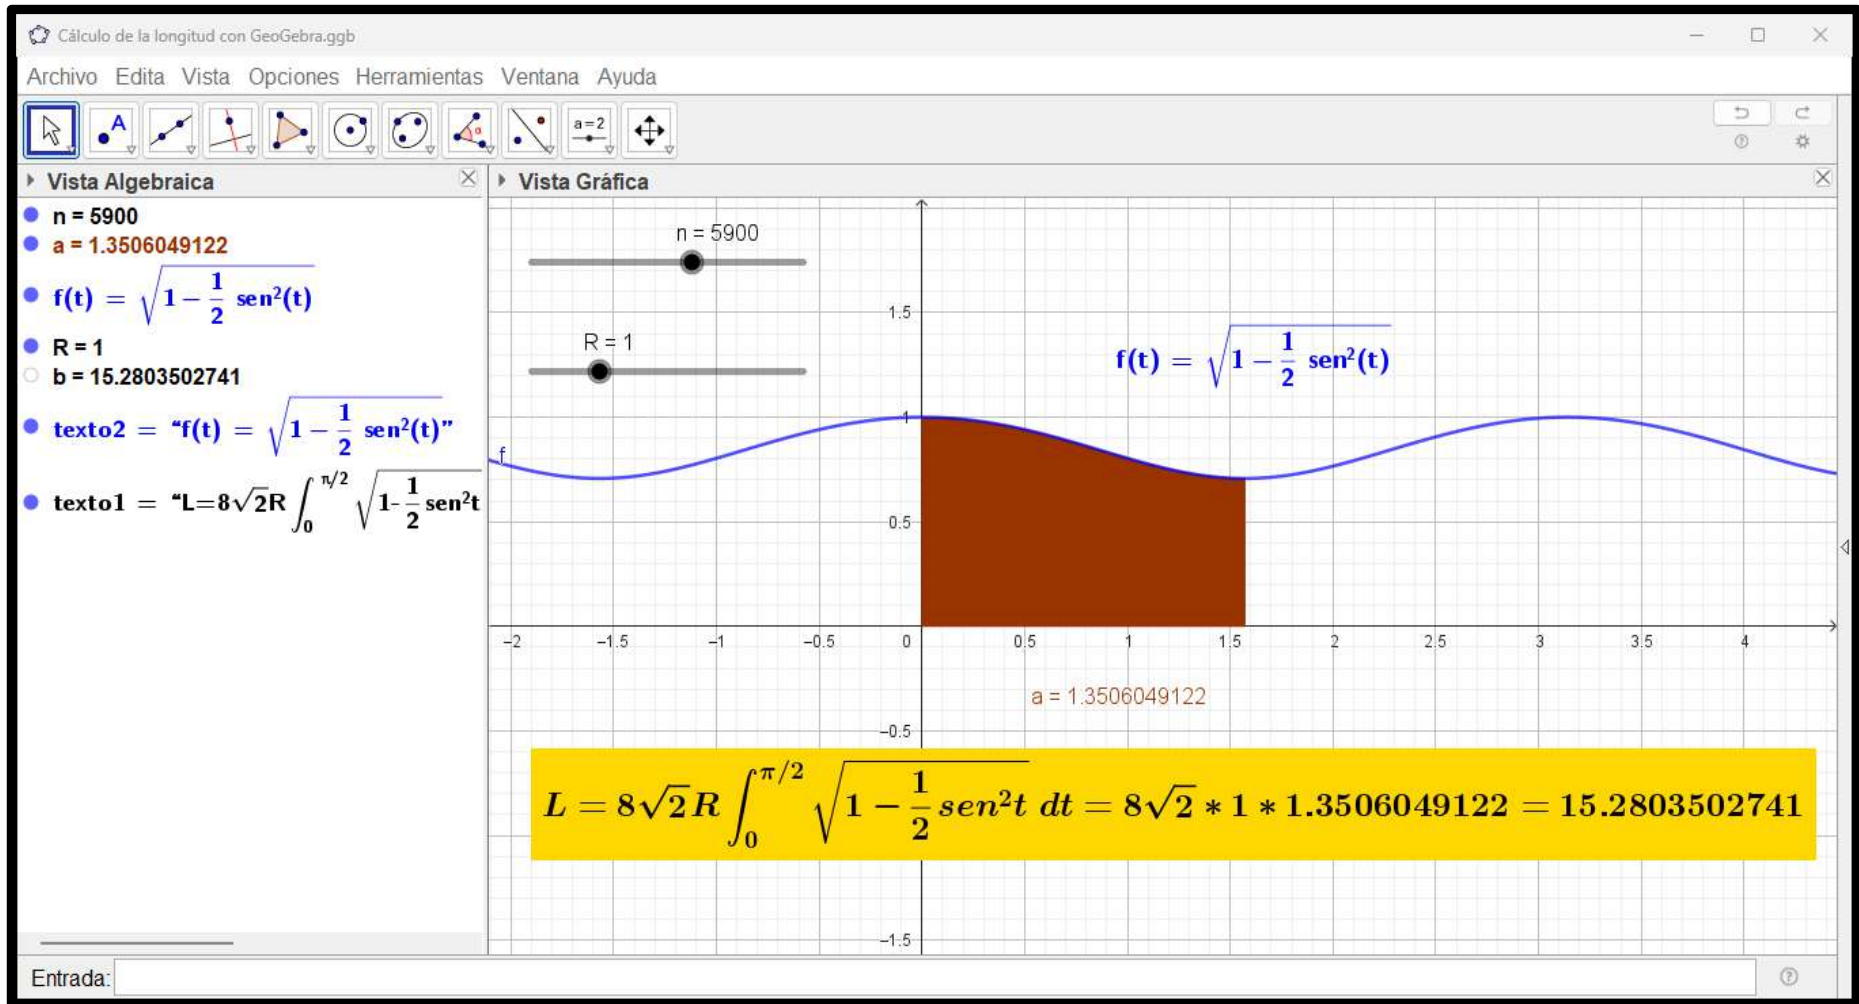 Cálculo de la longitud con GeoGebra.ggb
Archivo Edita Vista Opciones Herramientas Ventana Ayuda
A
α
a=2
Vista Algebraica
n = 5900
a = 1.3506049122
f(t) = √(1 − 1/2 sen²(t))
R = 1
b = 15.2803502741
texto2 = “f(t) = √(1 − 1/2 sen²(t))”
texto1 = “L=8√2R ∫₀^π/2 √(1-1/2 sen²t
Vista Gráfica
n = 5900
R = 1
f(t) = √(1 − 1/2 sen²(t))
f
1.5
1
0.5
−2 −1.5 −1 −0.5 0 0.5 1 1.5 2 2.5 3 3.5 4
a = 1.3506049122
−0.5
L = 8√2R ∫₀^π/2 √(1 − 1/2 sen²t) dt = 8√2 ∗ 1 ∗ 1.3506049122 = 15.2803502741
−1.5
Entrada: